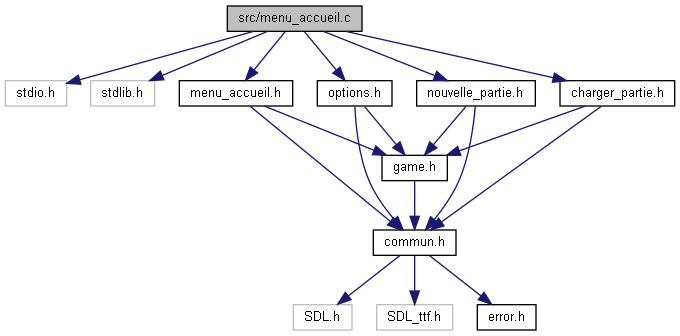 src/menu_accueil.c
stdio.h
stdlib.h
menu_accueil.h
options.h
nouvelle_partie.h
charger_partie.h
game.h
commun.h
SDL.h
SDL_ttf.h
error.h